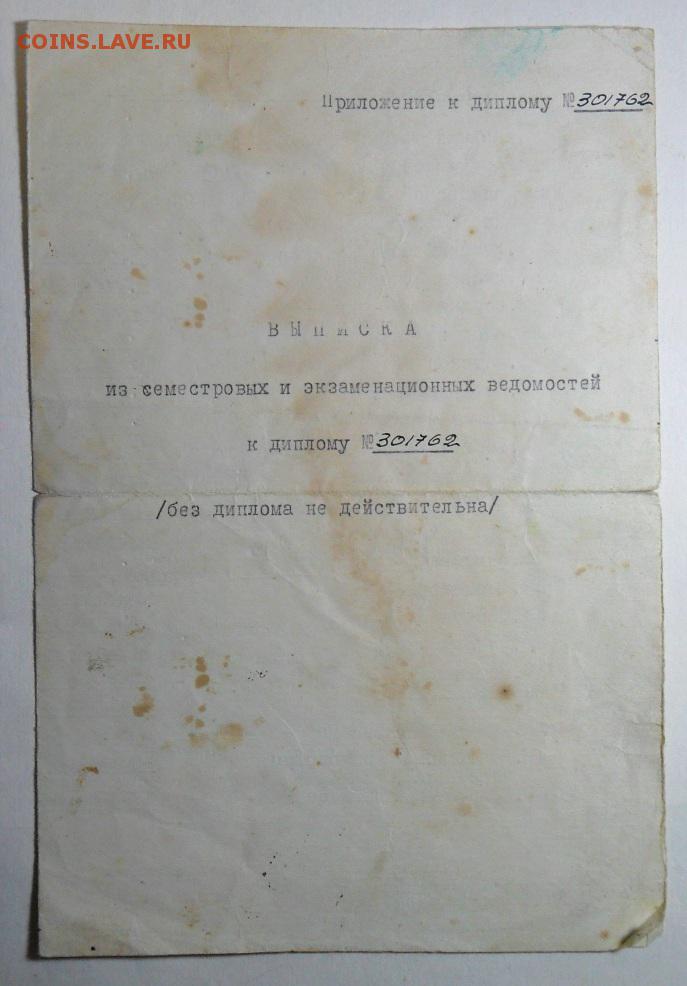 COINS.LAVE.RU
Приложение к диплому №301762
ВЫПИСКА
из семестровых и экзаменационных ведомостей
к диплому №301762
/без диплома не действительна/